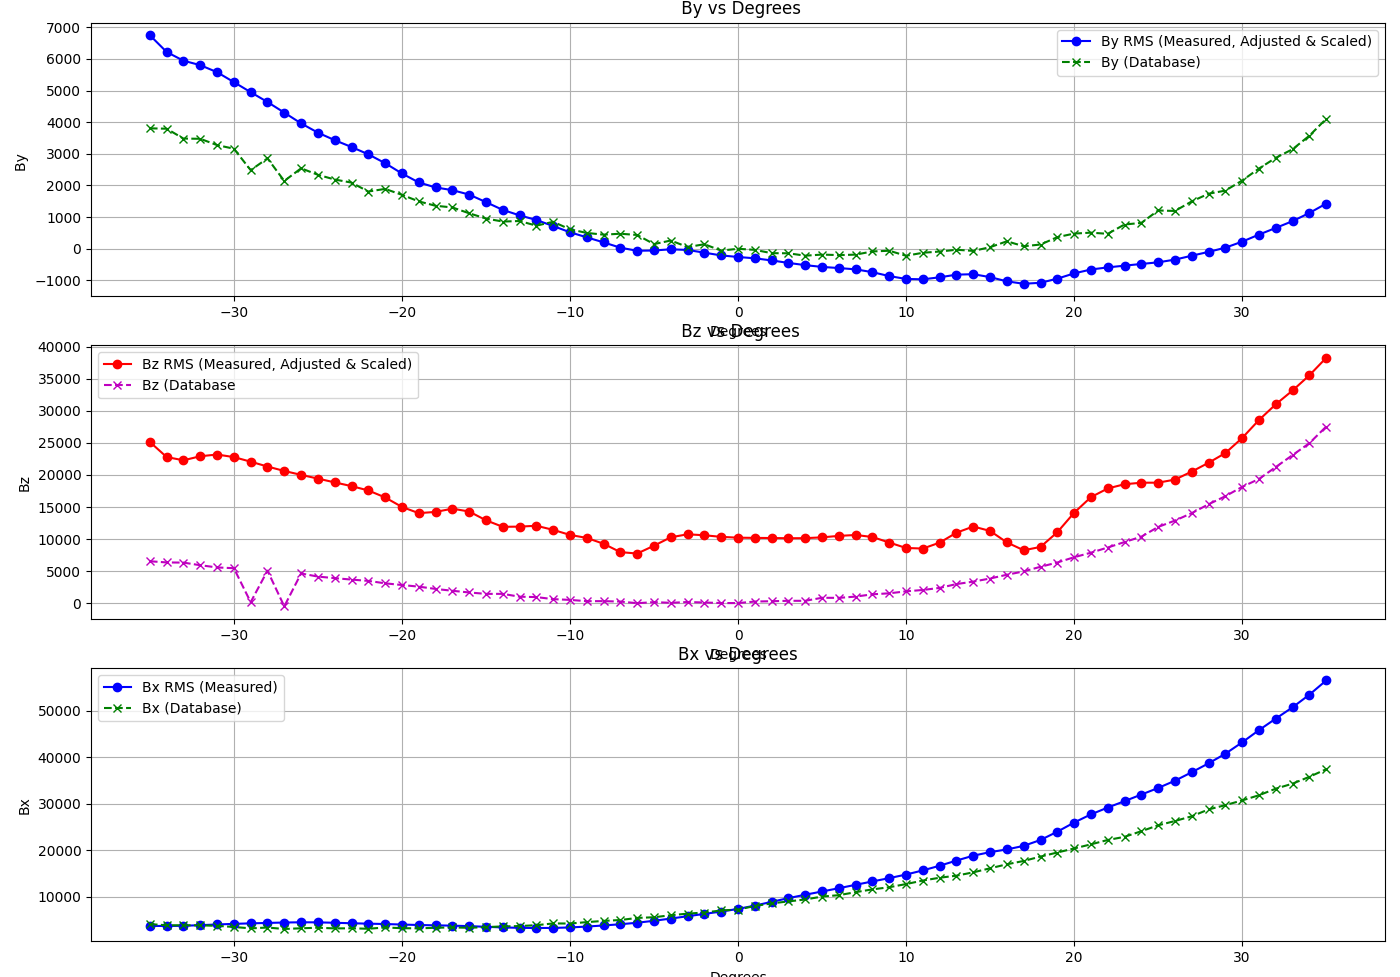 By vs Degrees
7000
6000
5000
4000
3000
2000
1000
0
−1000
By
By RMS (Measured, Adjusted & Scaled)
By (Database)
−30 −20 −10 0 10 20 30
Degrees
Bz vs Degrees
40000
35000
30000
25000
20000
15000
10000
5000
0
Bz
Bz RMS (Measured, Adjusted & Scaled)
Bz (Database
−30 −20 −10 0 10 20 30
Degrees
Bx vs Degrees
50000
40000
30000
20000
10000
Bx
Bx RMS (Measured)
Bx (Database)
−30 −20 −10 0 10 20 30
Degrees